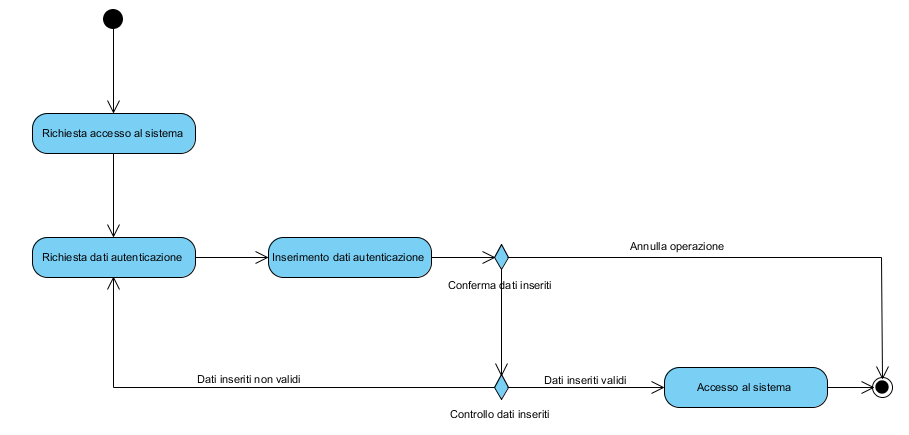 Richiesta accesso al sistema
Annulla operazione
Richiesta dati autenticazione
Inserimento dati autenticazione
Conferma dati inseriti
Dati inseriti non validi
Dati inseriti validi
Accesso al sistema
Controllo dati inseriti